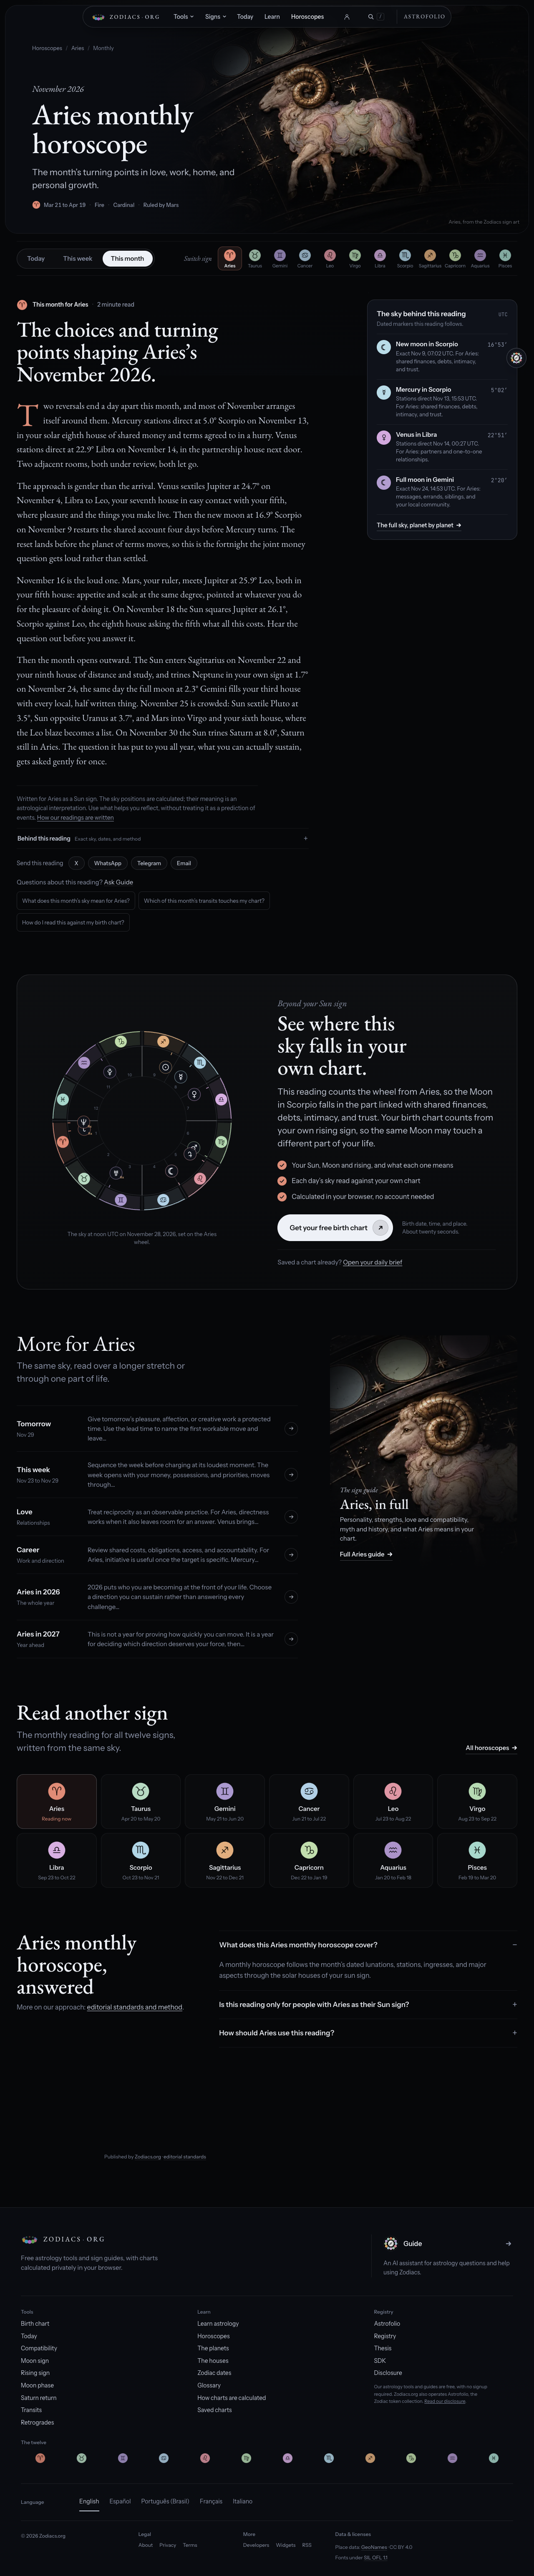 ZODIACS·ORG
Tools
Signs
Today
Learn
Horoscopes
/
ASTROFOLIO
Horoscopes / Aries / Monthly
November 2026
Aries monthly
horoscope
The month's turning points in love, work, home, and
personal growth.
Mar 21 to Apr 19 Fire Cardinal Ruled by Mars
Aries, from the Zodiacs sign art
Today This week This month
Switch sign
Aries Taurus Gemini Cancer Leo Virgo Libra Scorpio Sagittarius Capricorn Aquarius Pisces
This month for Aries 2 minute read
The choices and turning
points shaping Aries's
November 2026.
Two reversals end a day apart this month, and most of November arranges
itself around them. Mercury stations direct at 5.0° Scorpio on November 13,
in your solar eighth house of shared money and terms agreed to in a hurry. Venus
stations direct at 22.9° Libra on November 14, in the partnership house next door.
Two adjacent rooms, both under review, both let go.
The approach is gentler than the arrival. Venus sextiles Jupiter at 24.7° on
November 4, Libra to Leo, your seventh house in easy contact with your fifth,
where pleasure and the things you make live. Then the new moon at 16.9° Scorpio
on November 9 restarts the shared account four days before Mercury turns. The
reset lands before the planet of terms moves, so this is the fortnight the joint money
question gets loud rather than settled.
November 16 is the loud one. Mars, your ruler, meets Jupiter at 25.9° Leo, both in
your fifth house: appetite and scale at the same degree, pointed at whatever you do
for the pleasure of doing it. On November 18 the Sun squares Jupiter at 26.1°,
Scorpio against Leo, the eighth house asking the fifth what all this costs. Hear the
question out before you answer it.
Then the month opens outward. The Sun enters Sagittarius on November 22 and
your ninth house of distance and study, and trines Neptune in your own sign at 1.7°
on November 24, the same day the full moon at 2.3° Gemini fills your third house
with every local, half written thing. November 25 is crowded: Sun sextile Pluto at
3.5°, Sun opposite Uranus at 3.7°, and Mars into Virgo and your sixth house, where
the Leo blaze becomes a list. On November 30 the Sun trines Saturn at 8.0°, Saturn
still in Aries. The question it has put to you all year, what you can actually sustain,
gets asked gently for once.
Written for Aries as a Sun sign. The sky positions are calculated; their meaning is an
astrological interpretation. Use what helps you reflect, without treating it as a prediction of
events. How our readings are written
Behind this reading Exact sky, dates, and method +
Send this reading X WhatsApp Telegram Email
Questions about this reading? Ask Guide
What does this month's sky mean for Aries?
Which of this month's transits touches my chart?
How do I read this against my birth chart?
The sky behind this reading UTC
Dated markers this reading follows.
New moon in Scorpio 16°53′
Exact Nov 9, 07:02 UTC. For Aries:
shared finances, debts, intimacy,
and trust.
Mercury in Scorpio 5°02′
Stations direct Nov 13, 15:53 UTC.
For Aries: shared finances, debts,
intimacy, and trust.
Venus in Libra 22°51′
Stations direct Nov 14, 00:27 UTC.
For Aries: partners and one-to-one
relationships.
Full moon in Gemini 2°20′
Exact Nov 24, 14:53 UTC. For Aries:
messages, errands, siblings, and
your local community.
The full sky, planet by planet →
The sky at noon UTC on November 28, 2026, set on the Aries
wheel.
Beyond your Sun sign
See where this
sky falls in your
own chart.
This reading counts the wheel from Aries, so the Moon
in Scorpio falls in the part linked with shared finances,
debts, intimacy, and trust. Your birth chart counts from
your own rising sign, so the same Moon may touch a
different part of your life.
Your Sun, Moon and rising, and what each one means
Each day's sky read against your own chart
Calculated in your browser, no account needed
Get your free birth chart
Birth date, time, and place.
About twenty seconds.
Saved a chart already? Open your daily brief
More for Aries
The same sky, read over a longer stretch or
through one part of life.
Tomorrow
Nov 29
Give tomorrow's pleasure, affection, or creative work a protected
time. Use the lead time to name the first workable move and
leave…
This week
Nov 23 to Nov 29
Sequence the week before charging at its loudest moment. The
week opens with your money, possessions, and priorities, moves
through…
Love
Relationships
Treat reciprocity as an observable practice. For Aries, directness
works when it also leaves room for an answer. Venus brings…
Career
Work and direction
Review shared costs, obligations, access, and accountability. For
Aries, initiative is useful once the target is specific. Mercury…
Aries in 2026
The whole year
2026 puts who you are becoming at the front of your life. Choose
a direction you can sustain rather than answering every
challenge…
Aries in 2027
Year ahead
This is not a year for proving how quickly you can move. It is a year
for deciding which direction deserves your force, then…
The sign guide
Aries, in full
Personality, strengths, love and compatibility,
myth and history, and what Aries means in your
chart.
Full Aries guide →
Read another sign
The monthly reading for all twelve signs,
written from the same sky.
All horoscopes →
Aries
Reading now
Taurus
Apr 20 to May 20
Gemini
May 21 to Jun 20
Cancer
Jun 21 to Jul 22
Leo
Jul 23 to Aug 22
Virgo
Aug 23 to Sep 22
Libra
Sep 23 to Oct 22
Scorpio
Oct 23 to Nov 21
Sagittarius
Nov 22 to Dec 21
Capricorn
Dec 22 to Jan 19
Aquarius
Jan 20 to Feb 18
Pisces
Feb 19 to Mar 20
Aries monthly
horoscope,
answered
More on our approach: editorial standards and method.
What does this Aries monthly horoscope cover? −
A monthly horoscope follows the month's dated lunations, stations, ingresses, and major
aspects through the solar houses of your sun sign.
Is this reading only for people with Aries as their Sun sign? +
How should Aries use this reading? +
Published by Zodiacs.org · editorial standards
ZODIACS·ORG
Free astrology tools and sign guides, with charts
calculated privately in your browser.
Guide →
An AI assistant for astrology questions and help
using Zodiacs.
Tools
Birth chart
Today
Compatibility
Moon sign
Rising sign
Moon phase
Saturn return
Transits
Retrogrades
Learn
Learn astrology
Horoscopes
The planets
The houses
Zodiac dates
Glossary
How charts are calculated
Saved charts
Registry
Astrofolio
Registry
Thesis
SDK
Disclosure
Our astrology tools and guides are free, with no signup
required. Zodiacs.org also operates Astrofolio, the
Zodiac token collection. Read our disclosure.
The twelve
Language English Español Português (Brasil) Français Italiano
© 2026 Zodiacs.org
Legal
About Privacy Terms
More
Developers Widgets RSS
Data & licenses
Place data: GeoNames · CC BY 4.0
Fonts under SIL OFL 1.1